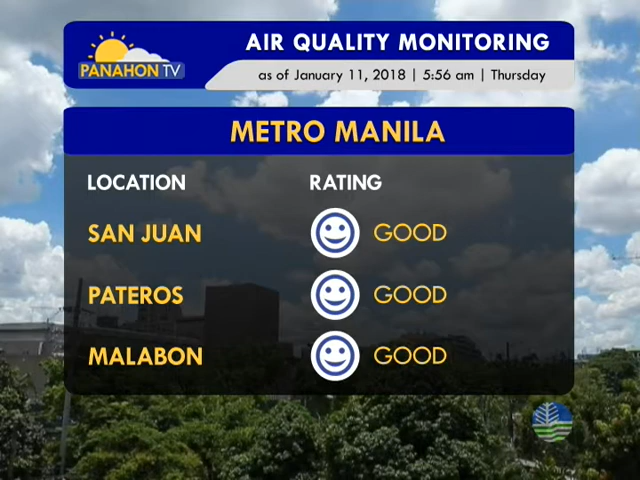 PANAHON TV
AIR QUALITY MONITORING
as of January 11, 2018 | 5:56 am | Thursday
METRO MANILA
LOCATION RATING
SAN JUAN GOOD
PATEROS GOOD
MALABON GOOD